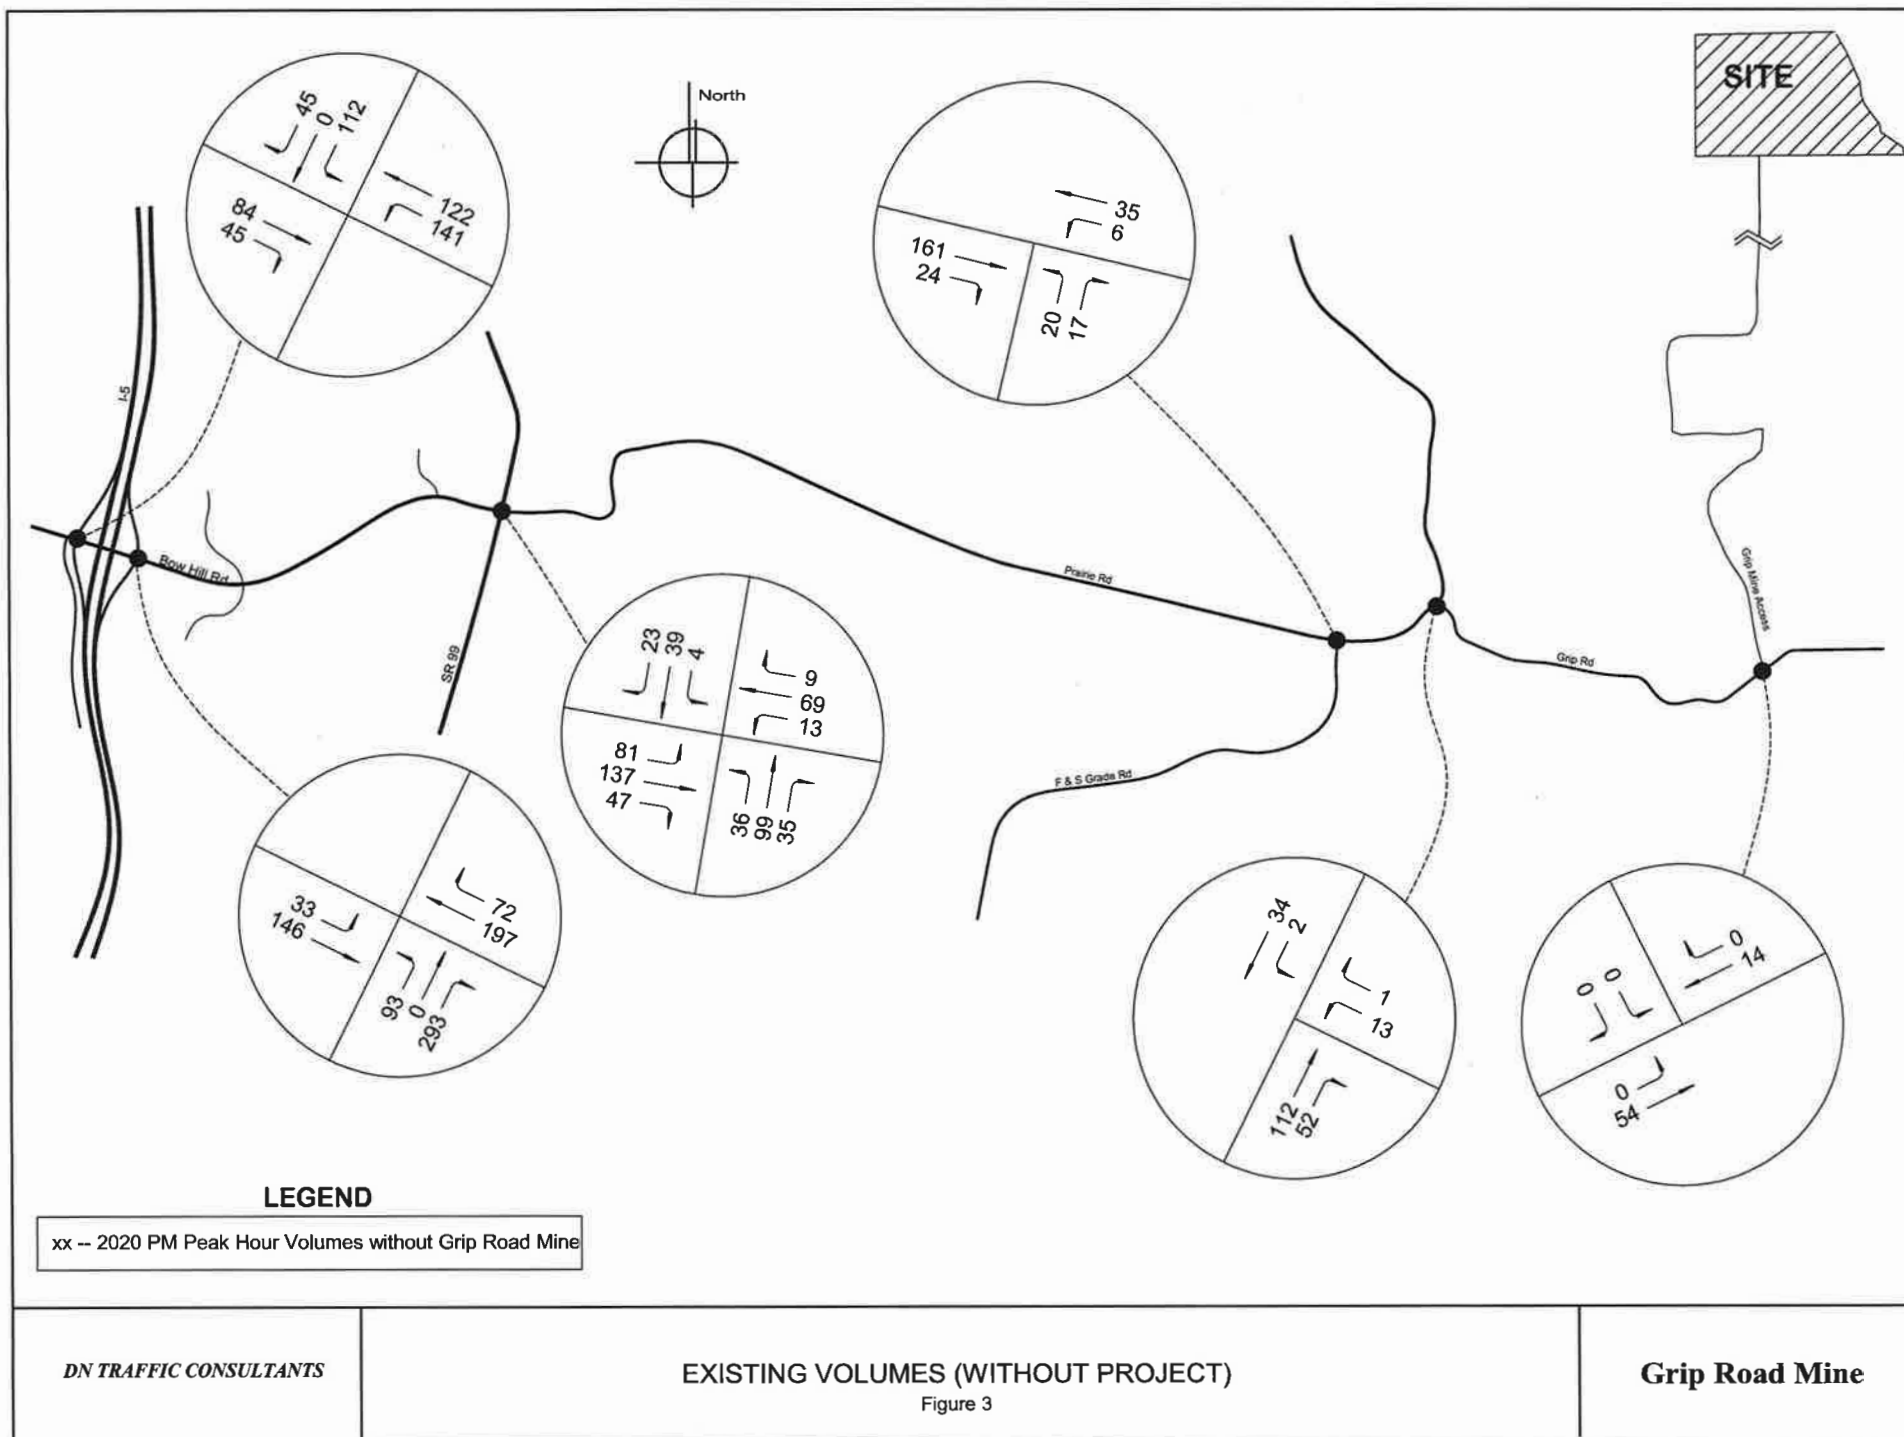 SITE
North
45
0
112
122
141
84
45
35
6
161
24
20
17
I-5
Bow Hill Rd
SR 99
Prairie Rd
Grip Mine Access
Grip Rd
F & S Grade Rd
23
39
4
9
69
13
81
137
47
36
99
35
33
146
72
197
93
0
293
34
2
1
13
112
52
0
0
0
14
0
54
LEGEND
xx -- 2020 PM Peak Hour Volumes without Grip Road Mine
DN TRAFFIC CONSULTANTS
EXISTING VOLUMES (WITHOUT PROJECT)
Figure 3
Grip Road Mine